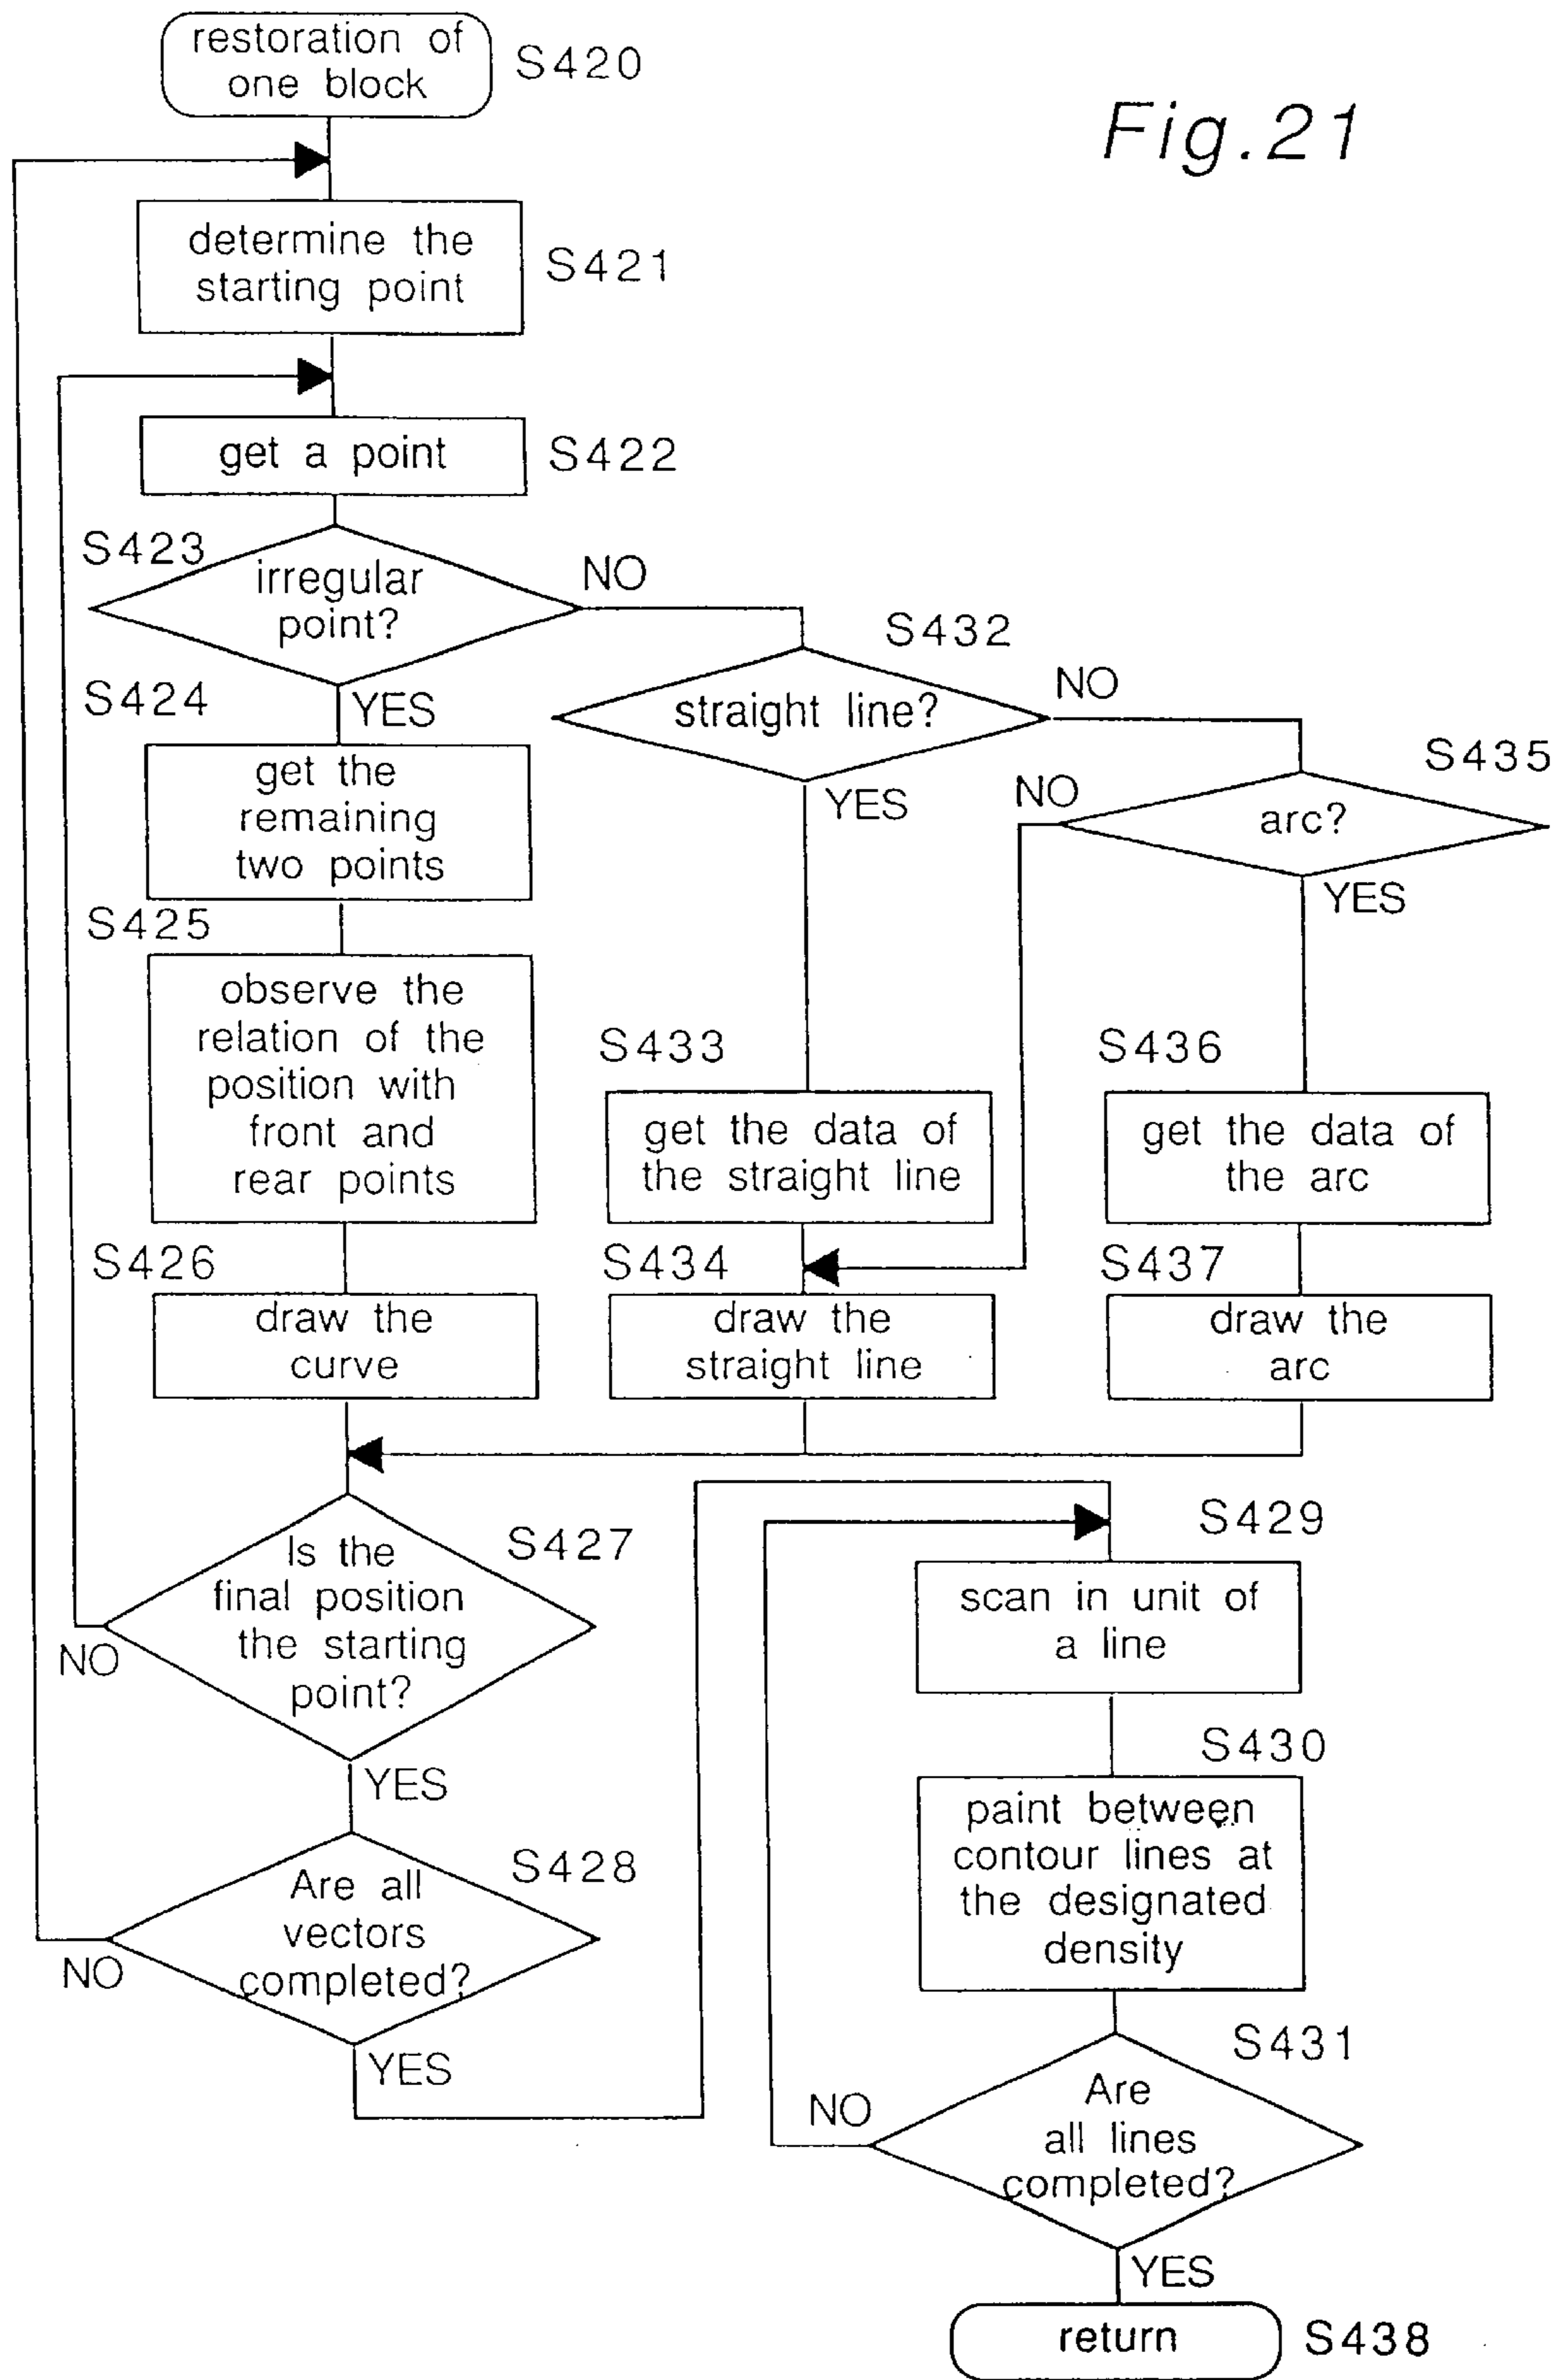 restoration of
one block
S420
Fig.21
determine the
starting point
S421
get a point
S422
S423
irregular
point?
NO
S432
S424
YES
straight line?
NO
S435
get the
remaining
two points
YES
NO
arc?
YES
S425
observe the
relation of the
position with
front and
rear points
S433
get the data of
the straight line
S436
get the data of
the arc
S426
draw the
curve
S434
draw the
straight line
S437
draw the
arc
S427
Is the
final position
the starting
point?
NO
YES
S428
Are all
vectors
completed?
NO
YES
S429
scan in unit of
a line
S430
paint between
contour lines at
the designated
density
S431
Are
all lines
completed?
NO
YES
return
S438